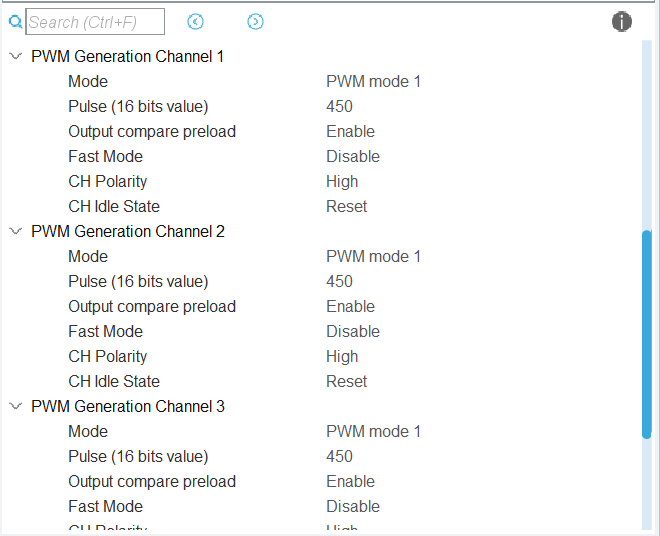 Search (Ctrl+F)
PWM Generation Channel 1
Mode PWM mode 1
Pulse (16 bits value) 450
Output compare preload Enable
Fast Mode Disable
CH Polarity High
CH Idle State Reset
PWM Generation Channel 2
Mode PWM mode 1
Pulse (16 bits value) 450
Output compare preload Enable
Fast Mode Disable
CH Polarity High
CH Idle State Reset
PWM Generation Channel 3
Mode PWM mode 1
Pulse (16 bits value) 450
Output compare preload Enable
Fast Mode Disable
CH Polarity High